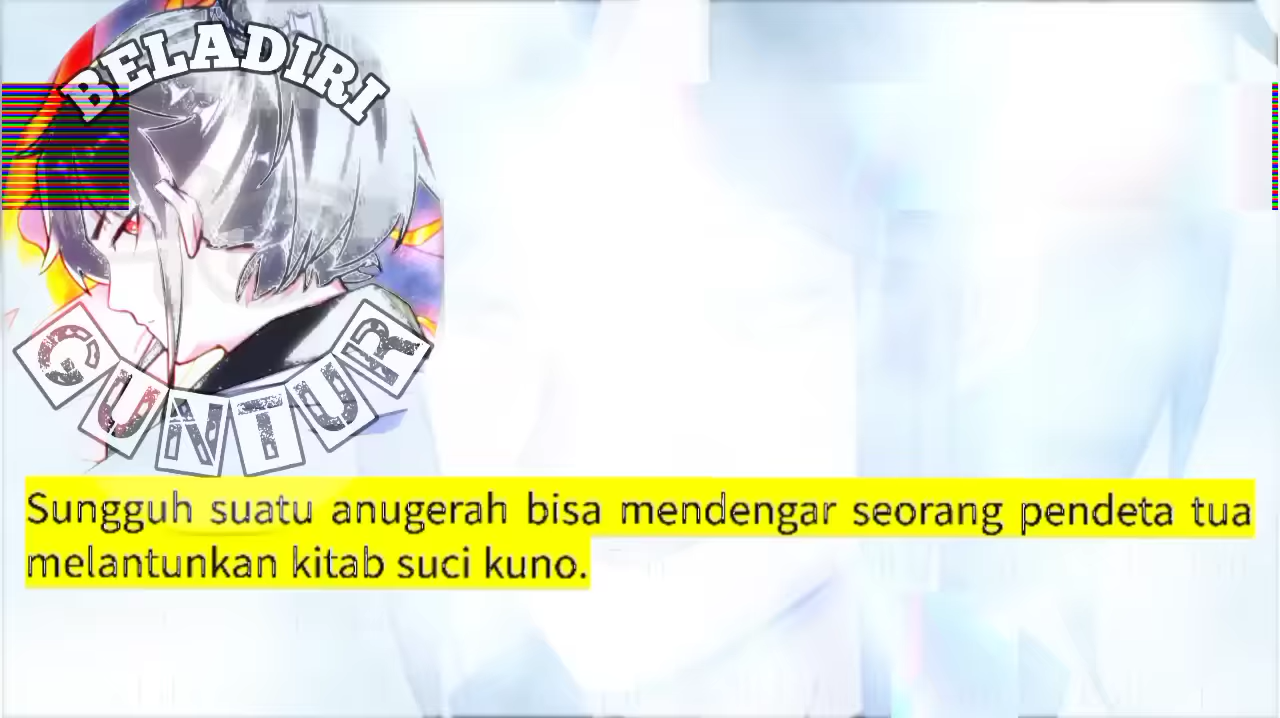 BELADIRI
GUNTUR
Sungguh suatu anugerah bisa mendengar seorang pendeta tua
melantunkan kitab suci kuno.